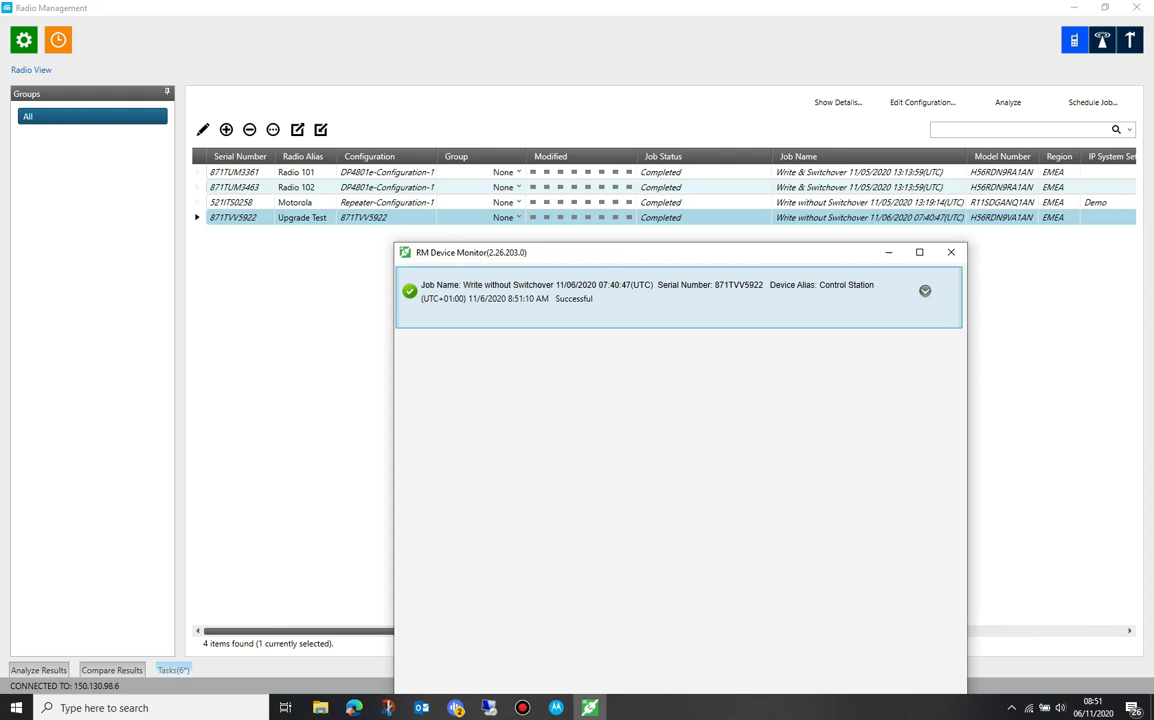 Radio Management
Radio View
Groups
All
Show Details...
Edit Configuration...
Analyze
Schedule Job...
Serial Number Radio Alias Configuration Group Modified Job Status Job Name Model Number Region IP System Set
871TUM3361 Radio 101 DP4801e-Configuration-1 None Completed Write & Switchover 11/05/2020 13:13:59(UTC) H56RDN9RA1AN EMEA
871TUM3463 Radio 102 DP4801e-Configuration-1 None Completed Write & Switchover 11/05/2020 13:13:59(UTC) H56RDN9RA1AN EMEA
521ITS0258 Motorola Repeater-Configuration-1 None Completed Write without Switchover 11/05/2020 13:19:14(UTC) R11SDGANQ1AN EMEA Demo
871TVV5922 Upgrade Test 871TVV5922 None Completed Write without Switchover 11/06/2020 07:40:47(UTC) H56RDN9VA1AN EMEA
RM Device Monitor(2.26.203.0)
Job Name: Write without Switchover 11/06/2020 07:40:47(UTC) Serial Number: 871TVV5922 Device Alias: Control Station
(UTC+01:00) 11/6/2020 8:51:10 AM Successful
4 items found (1 currently selected).
Analyze Results Compare Results Tasks(6*)
CONNECTED TO: 150.130.98.6
Type here to search
08:51
06/11/2020
26